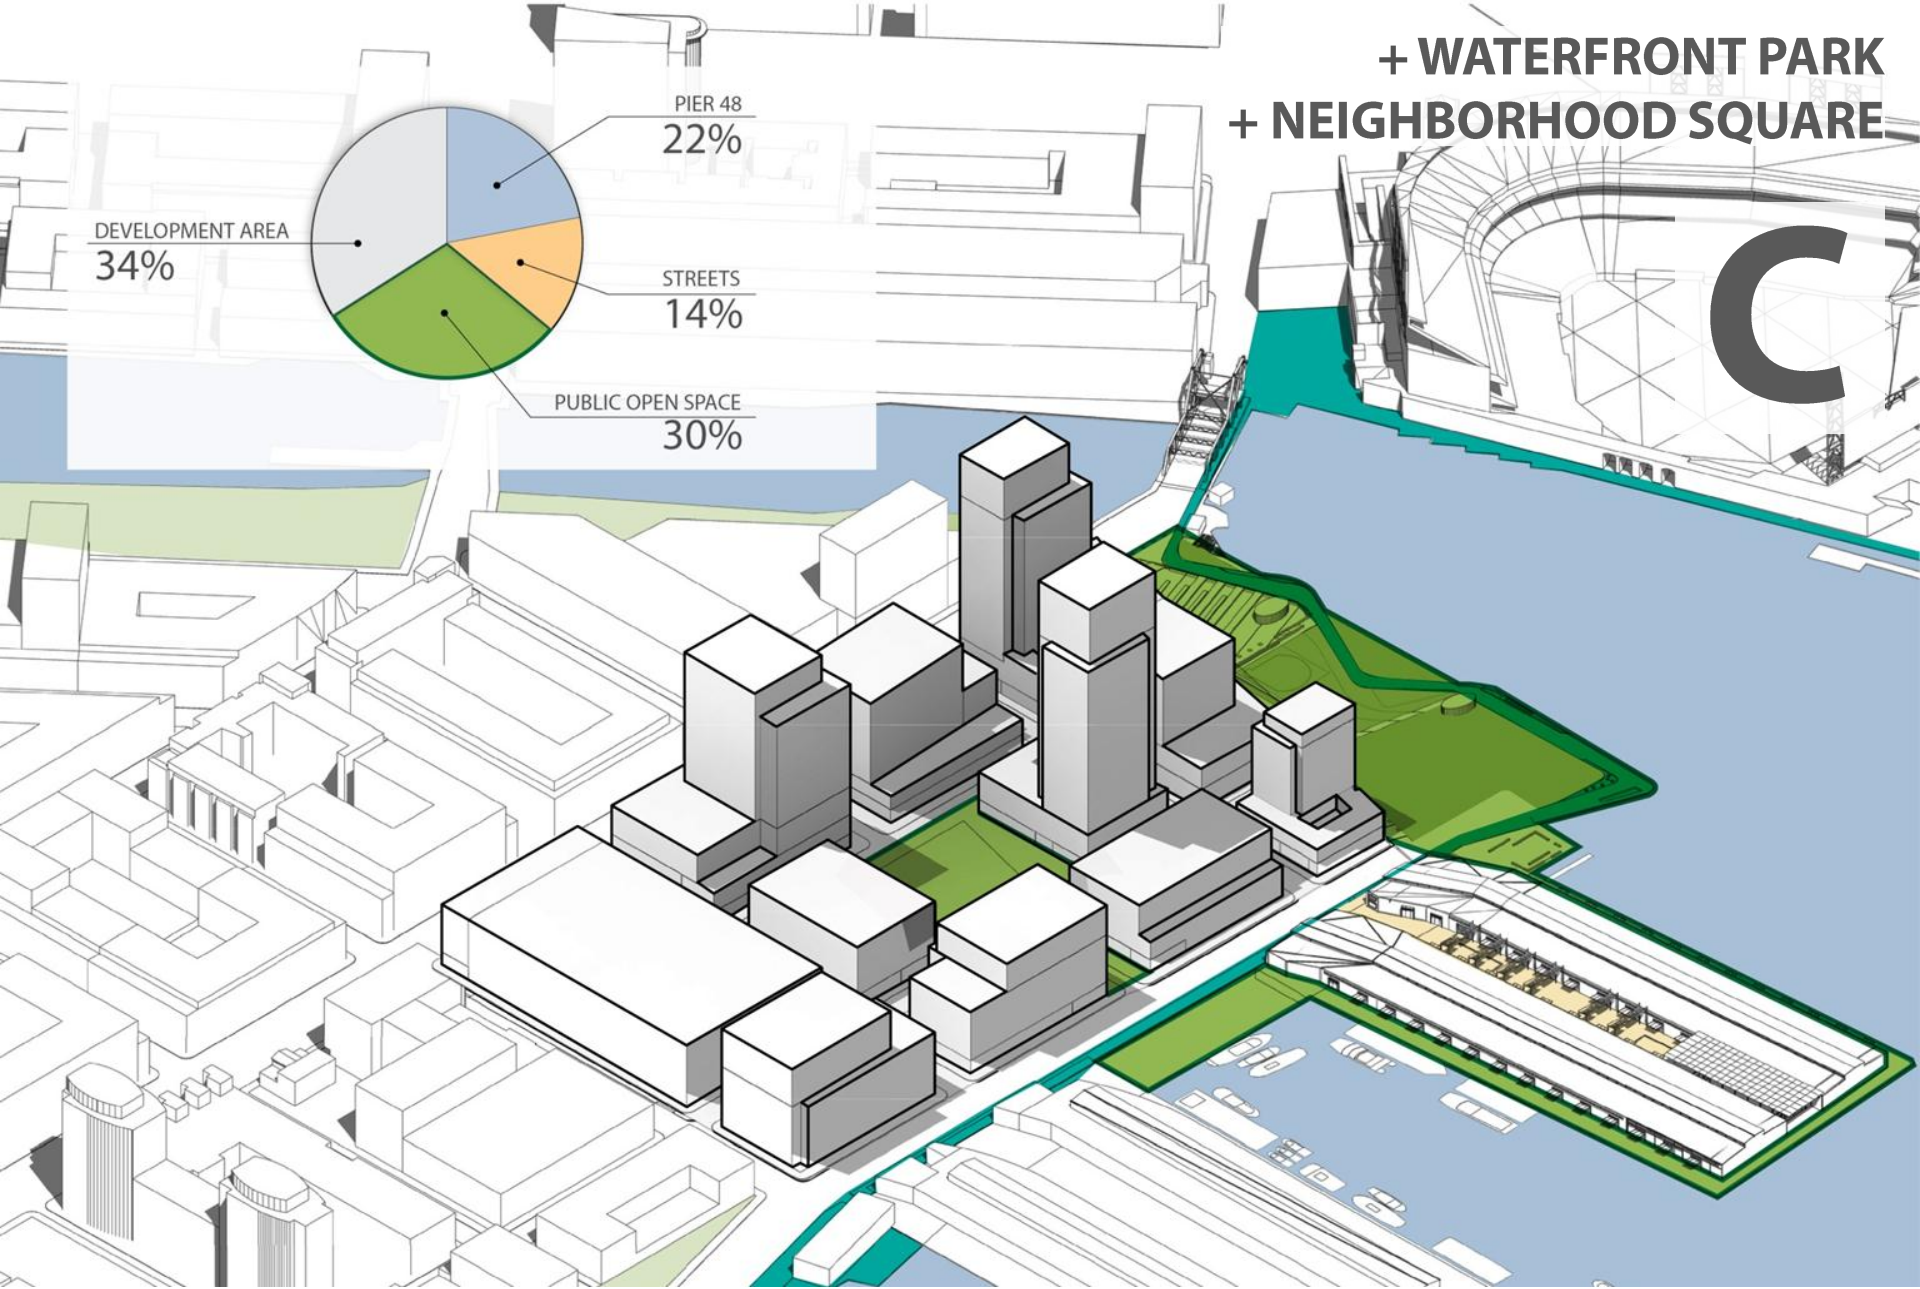 + WATERFRONT PARK
+ NEIGHBORHOOD SQUARE
C
PIER 48
22%
DEVELOPMENT AREA
34%
STREETS
14%
PUBLIC OPEN SPACE
30%